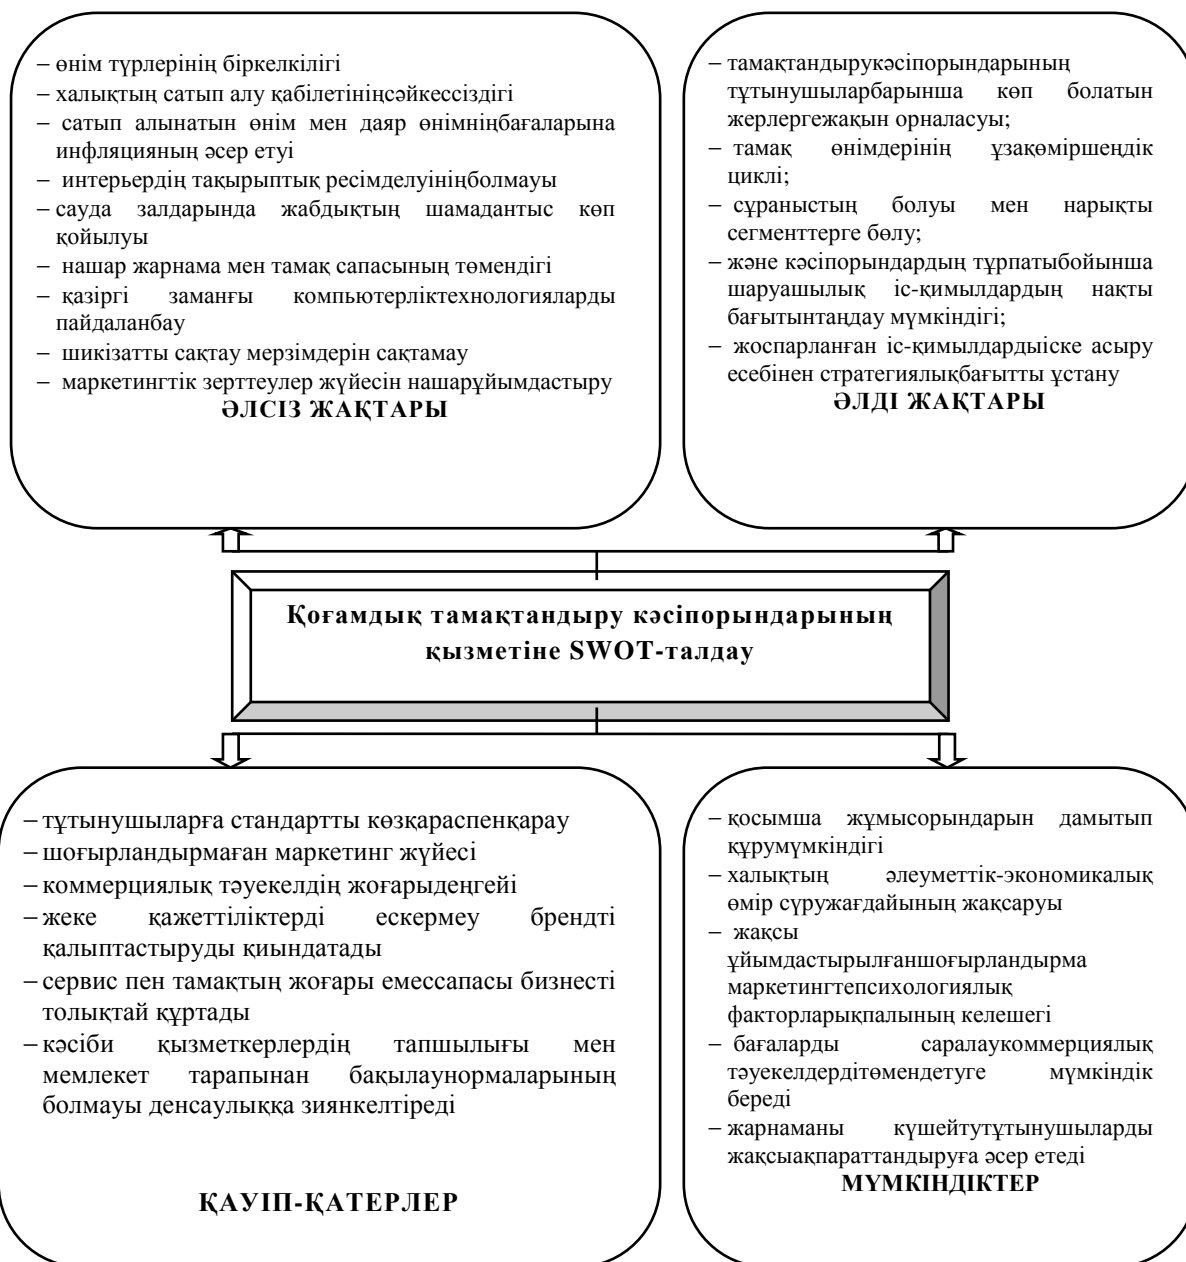 – өнім түрлерінің біркелкілігі
– халықтың сатып алу қабілетініңсәйкессіздігі
– сатып алынатын өнім мен даяр өнімніңбағаларына
инфляцияның әсер етуі
– интерьердің тақырыптық ресімделуініңболмауы
– сауда залдарында жабдықтың шамадантыс көп
қойылуы
– нашар жарнама мен тамақ сапасының төмендігі
– қазіргі заманғы компьютерліктехнологияларды
пайдаланбау
– шикізатты сақтау мерзімдерін сақтамау
– маркетингтік зерттеулер жүйесін нашарұйымдастыру
ӘЛСІЗ ЖАҚТАРЫ
– тамақтандырукәсіпорындарының
тұтынушыларбарынша көп болатын
жерлергежақын орналасуы;
– тамақ өнімдерінің ұзақөміршеңдік
циклі;
– сұраныстың болуы мен нарықты
сегменттерге бөлу;
– және кәсіпорындардың тұрпатыбойынша
шаруашылық іс-қимылдардың нақты
бағытынтаңдау мүмкіндігі;
– жоспарланған іс-қимылдардыіске асыру
есебінен стратегиялықбағытты ұстану
ӘЛДІ ЖАҚТАРЫ
Қоғамдық тамақтандыру кәсіпорындарының
қызметіне SWOT-талдау
– тұтынушыларға стандартты көзқараспенқарау
– шоғырландырмаған маркетинг жүйесі
– коммерциялық тәуекелдің жоғарыдеңгейі
– жеке қажеттіліктерді ескермеу брендті
қалыптастыруды қиындатады
– сервис пен тамақтың жоғары емессапасы бизнесті
толықтай құртады
– кәсіби қызметкерлердің тапшылығы мен
мемлекет тарапынан бақылаунормаларының
болмауы денсаулыққа зиянкелтіреді
ҚАУІП-ҚАТЕРЛЕР
– қосымша жұмысорындарын дамытып
құрумүмкіндігі
– халықтың әлеуметтік-экономикалық
өмір сүружағдайының жақсаруы
– жақсы
ұйымдастырылғаншоғырландырма
маркетингтепсихологиялық
факторларықпалының келешегі
– бағаларды саралаукоммерциялық
тәуекелдердітөмендетуге мүмкіндік
береді
– жарнаманы күшейтутұтынушыларды
жақсыақпараттандыруға әсер етеді
МҮМКІНДІКТЕР